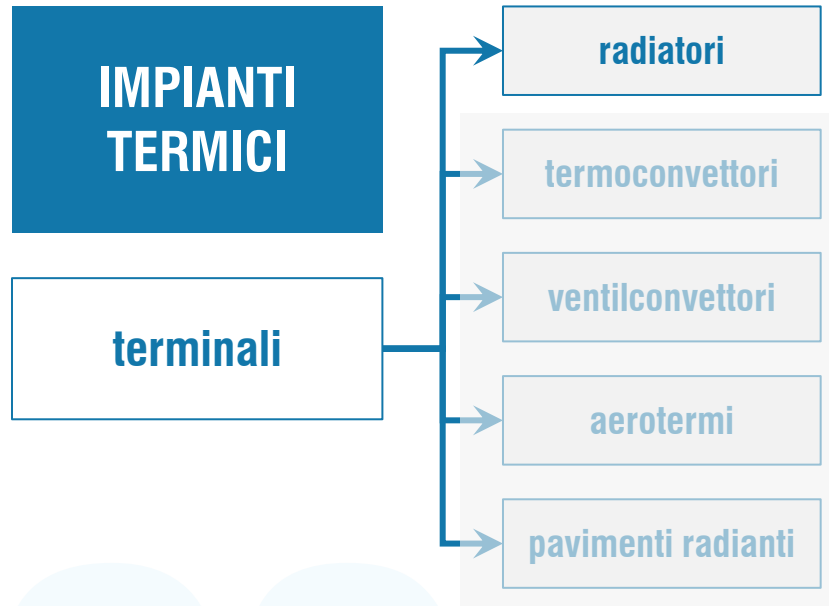 IMPIANTI
TERMICI
terminali
radiatori
termoconvettori
ventilconvettori
aerotermi
pavimenti radianti